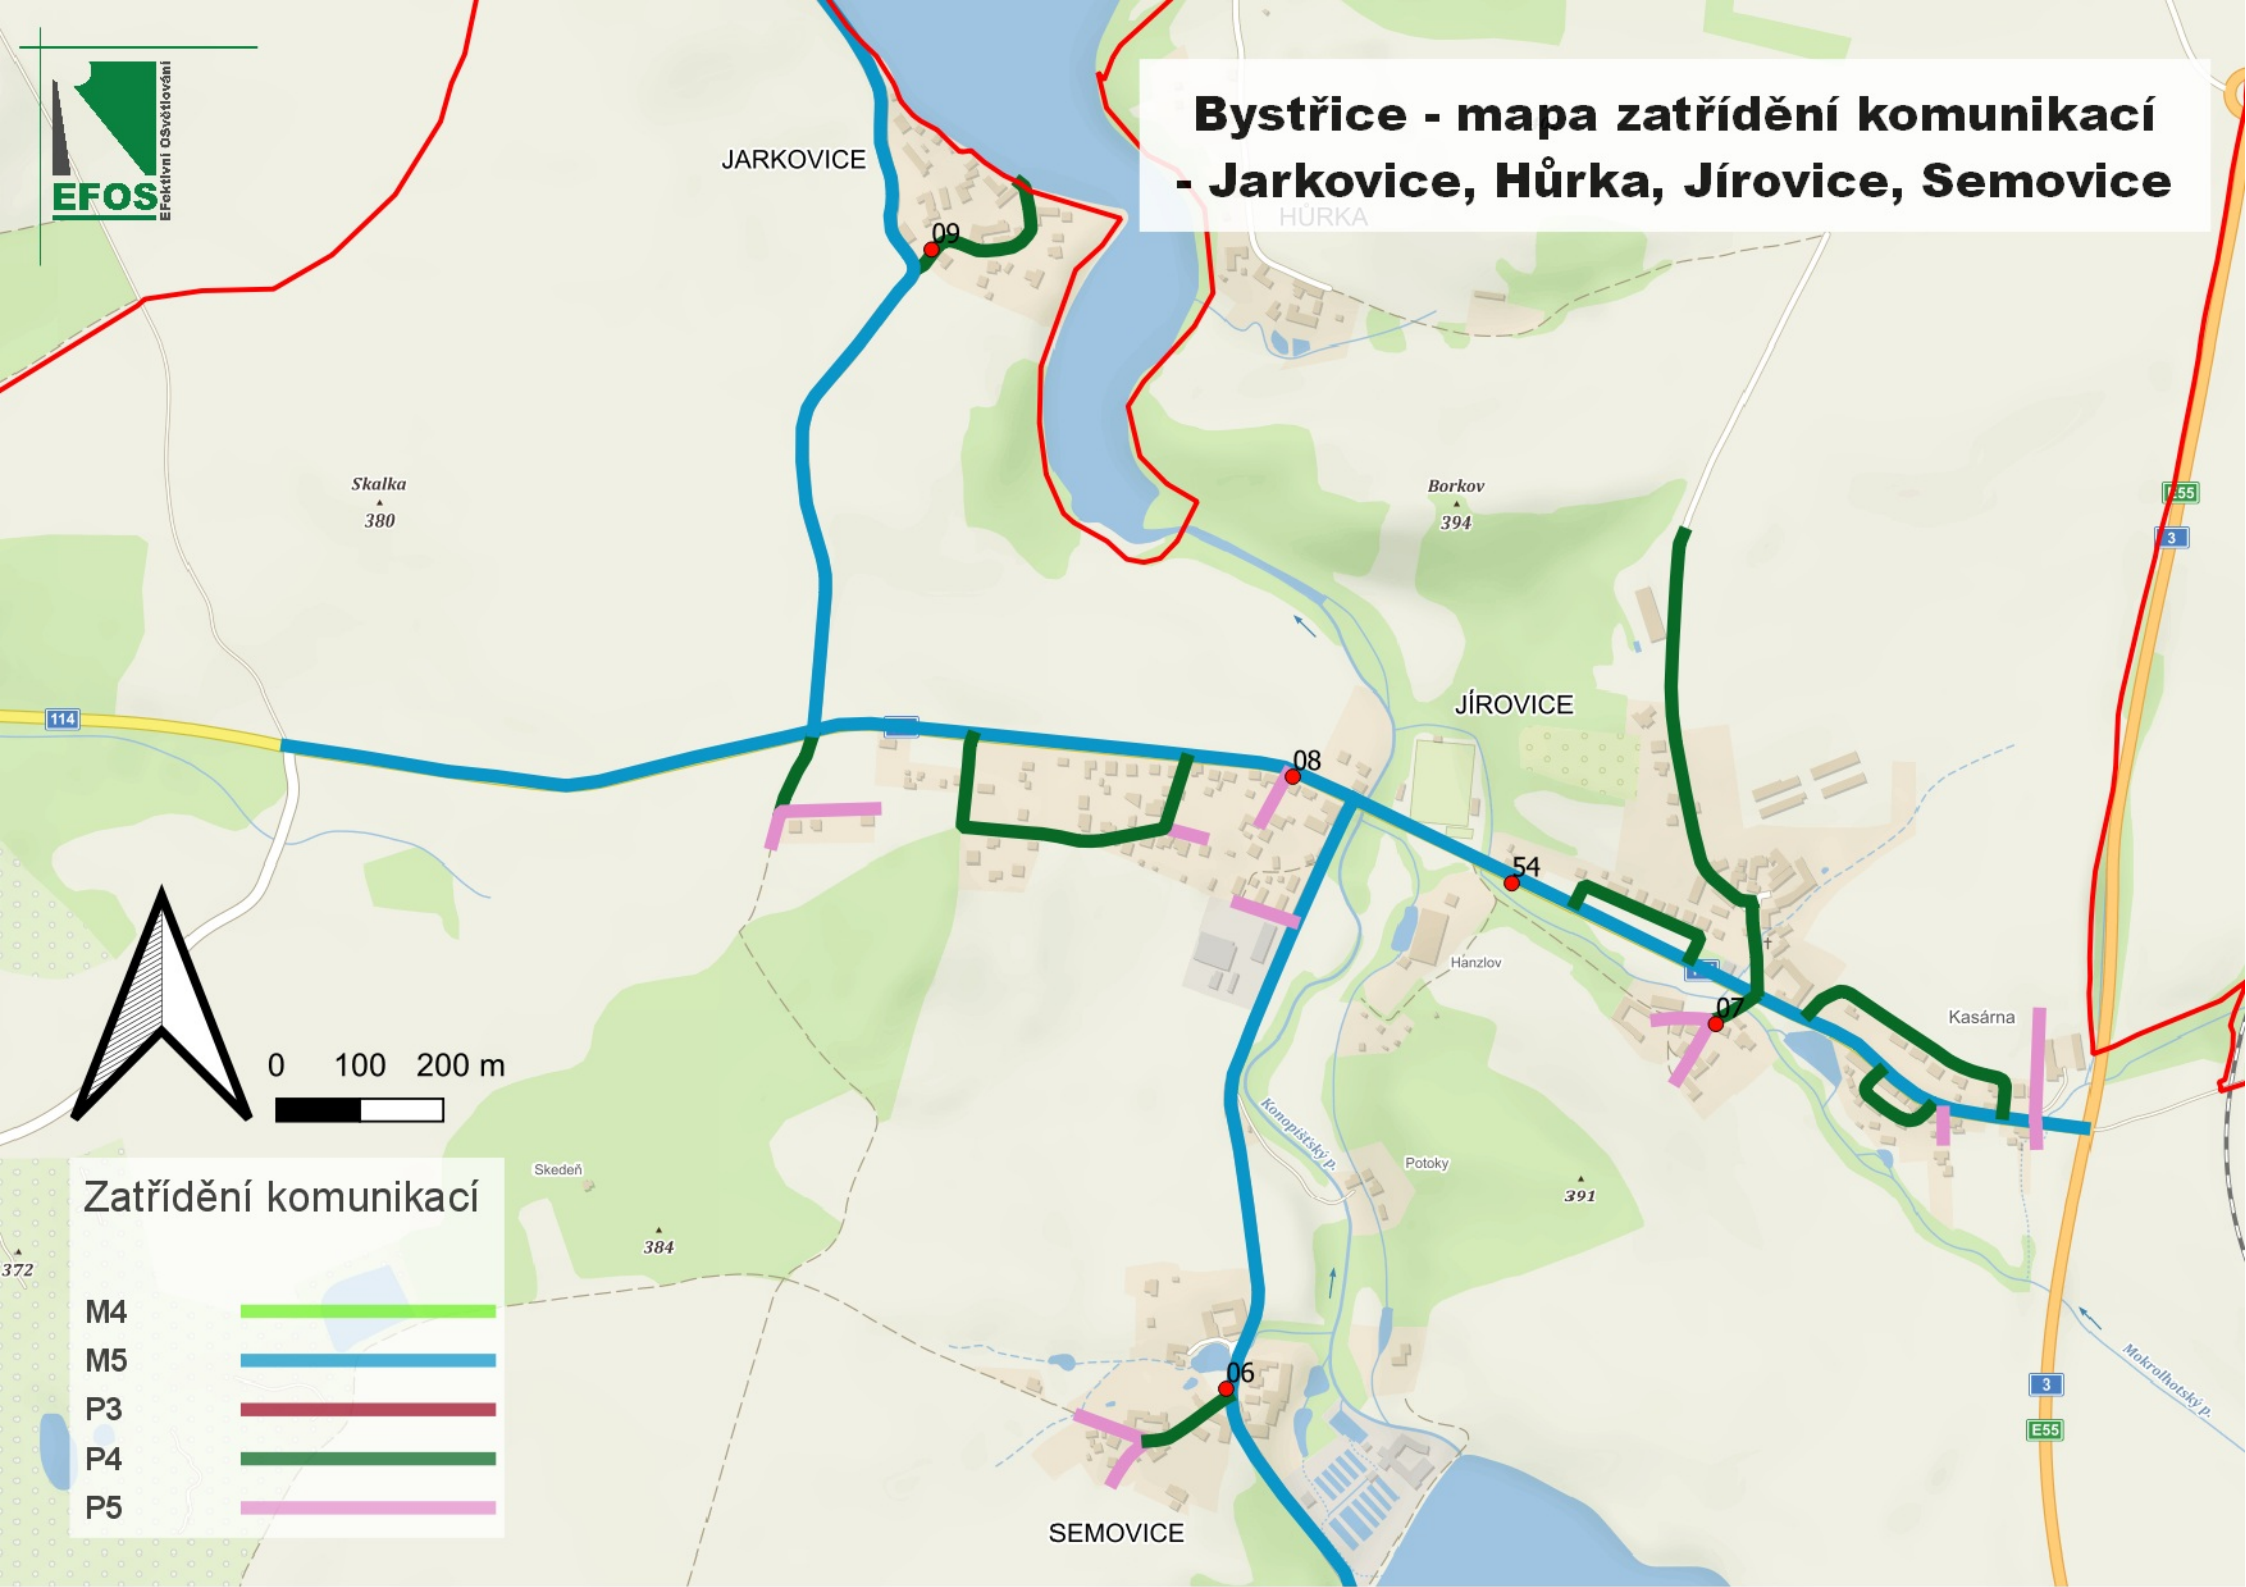 EFOS
EFektivní OSvětlování
Bystřice - mapa zatřídění komunikací
- Jarkovice, Hůrka, Jírovice, Semovice
JARKOVICE
HŮRKA
09
Skalka
380
Borkov
394
E55
3
JÍROVICE
114
08
54
Hánzlov
07
Kasárna
0 100 200 m
Konopišťský p.
Skedeň
Potoky
391
384
372
Zatřídění komunikací
M4
M5
P3
P4
P5
06
3
E55
Mokrolhotský p.
SEMOVICE